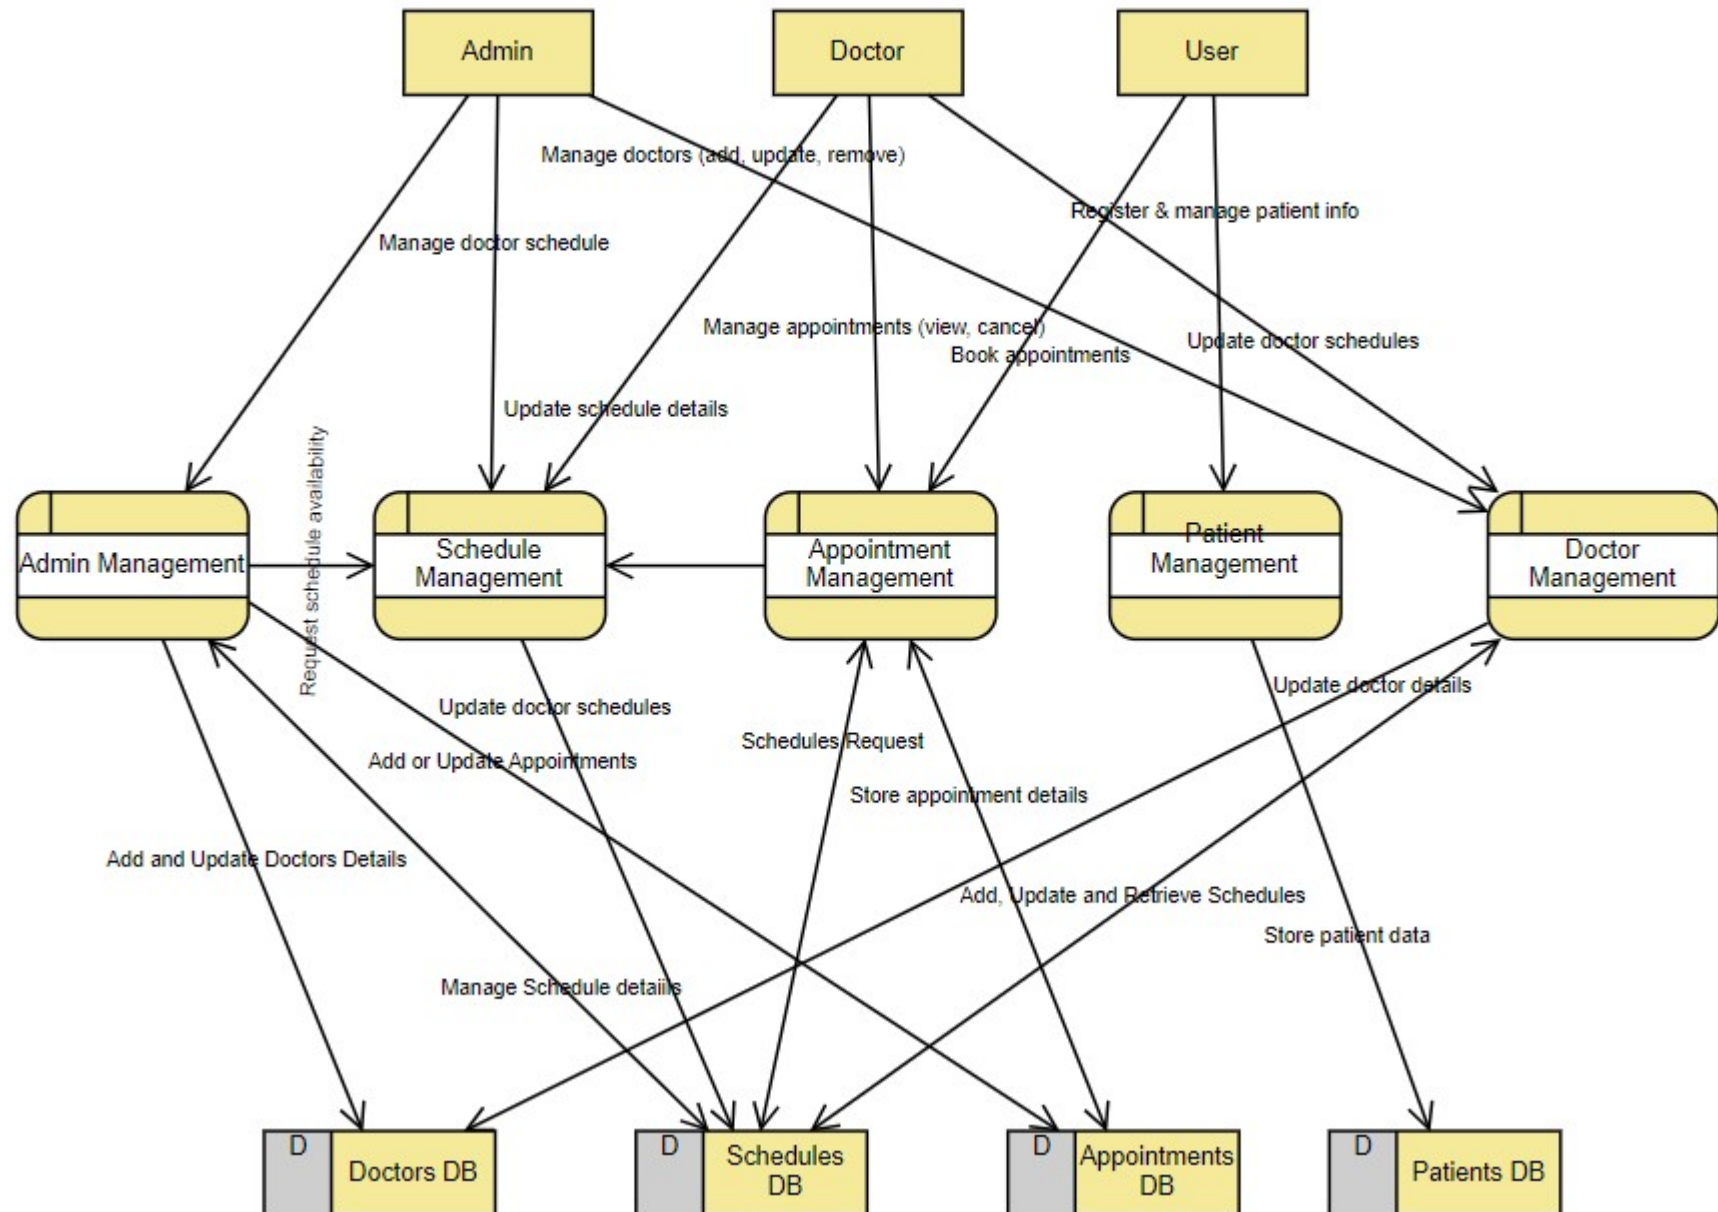 Admin
Doctor
User
Manage doctors (add, update, remove)
Register & manage patient info
Manage doctor schedule
Manage appointments (view, cancel)
Update doctor schedules
Book appointments
Update schedule details
Request schedule availability
Admin Management
Schedule
Management
Appointment
Management
Patient
Management
Doctor
Management
Update doctor details
Update doctor schedules
Schedules Request
Add or Update Appointments
Store appointment details
Add and Update Doctors Details
Add, Update and Retrieve Schedules
Store patient data
Manage Schedule detaiils
D
Doctors DB
D
Schedules
DB
D
Appointments
DB
D
Patients DB